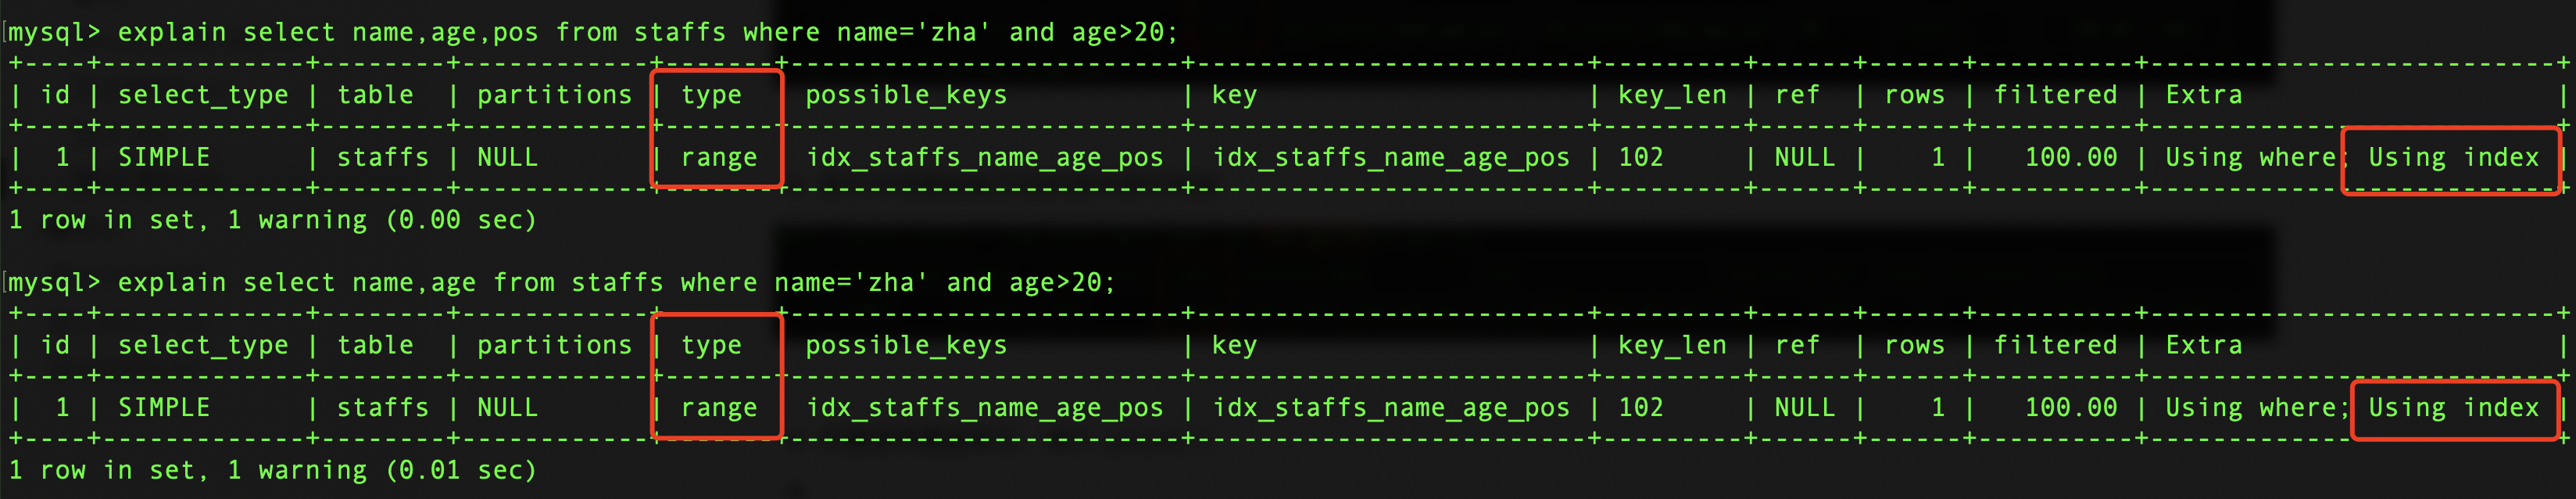 [mysql> explain select name,age,pos from staffs where name='zha' and age>20;
+----+-------------+--------+------------+-------+-------------------------+-------------------------+---------+------+------+----------+--------------------------+
| id | select_type | table  | partitions | type  | possible_keys           | key                     | key_len | ref  | rows | filtered | Extra                    |
+----+-------------+--------+------------+-------+-------------------------+-------------------------+---------+------+------+----------+--------------------------+
|  1 | SIMPLE      | staffs | NULL       | range | idx_staffs_name_age_pos | idx_staffs_name_age_pos | 102     | NULL |    1 |   100.00 | Using where; Using index |
+----+-------------+--------+------------+-------+-------------------------+-------------------------+---------+------+------+----------+--------------------------+
1 row in set, 1 warning (0.00 sec)
[mysql> explain select name,age from staffs where name='zha' and age>20;
+----+-------------+--------+------------+-------+-------------------------+-------------------------+---------+------+------+----------+--------------------------+
| id | select_type | table  | partitions | type  | possible_keys           | key                     | key_len | ref  | rows | filtered | Extra                    |
+----+-------------+--------+------------+-------+-------------------------+-------------------------+---------+------+------+----------+--------------------------+
|  1 | SIMPLE      | staffs | NULL       | range | idx_staffs_name_age_pos | idx_staffs_name_age_pos | 102     | NULL |    1 |   100.00 | Using where; Using index |
+----+-------------+--------+------------+-------+-------------------------+-------------------------+---------+------+------+----------+--------------------------+
1 row in set, 1 warning (0.01 sec)